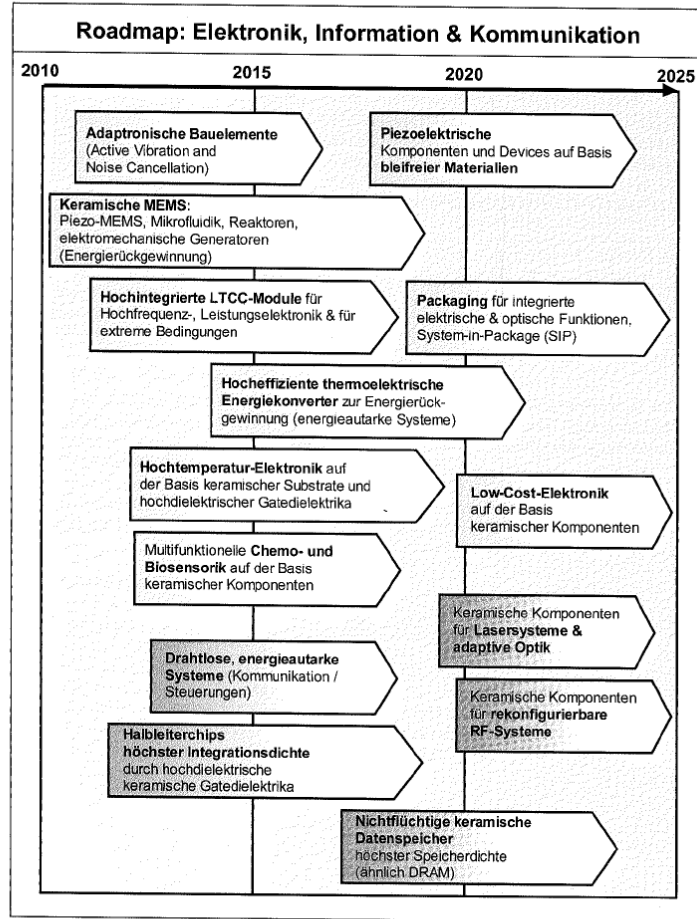 Roadmap: Elektronik, Information & Kommunikation
2010 2015 2020 2025
Adaptronische Bauelemente
(Active Vibration and
Noise Cancellation)
Piezoelektrische
Komponenten und Devices auf Basis
bleifreier Materialien
Keramische MEMS:
Piezo-MEMS, Mikrofluidik, Reaktoren,
elektromechanische Generatoren
(Energierückgewinnung)
Hochintegrierte LTCC-Module für
Hochfrequenz-, Leistungselektronik & für
extreme Bedingungen
Packaging für integrierte
elektrische & optische Funktionen,
System-in-Package (SIP)
Hocheffiziente thermoelektrische
Energiekonverter zur Energierück-
gewinnung (energieautarke Systeme)
Hochtemperatur-Elektronik auf
der Basis keramischer Substrate und
hochdielektrischer Gatedielektrika
Low-Cost-Elektronik
auf der Basis
keramischer Komponenten
Multifunktionelle Chemo- und
Biosensorik auf der Basis
keramischer Komponenten
Keramische Komponenten
für Lasersysteme &
adaptive Optik
Drahtlose, energieautarke
Systeme (Kommunikation /
Steuerungen)
Keramische Komponenten
für rekonfigurierbare
RF-Systeme
Halbleiterchips
höchster Integrationsdichte
durch hochdielektrische
keramische Gatedielektrika
Nichtflüchtige keramische
Datenspeicher
höchster Speicherdichte
(ähnlich DRAM)